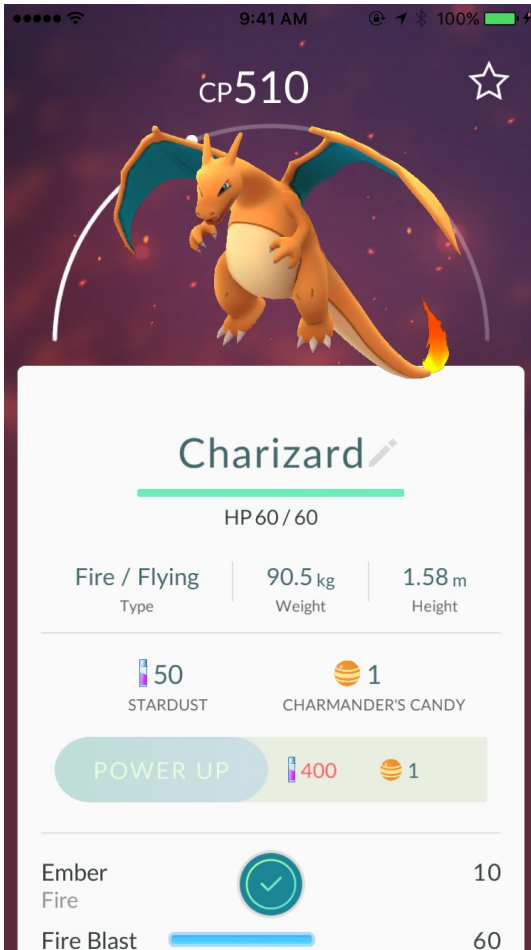 9:41 AM 100%
CP510
Charizard
HP 60 / 60
Fire / Flying 90.5 kg 1.58 m
Type Weight Height
50 1
STARDUST CHARMANDER'S CANDY
POWER UP 400 1
Ember 10
Fire
Fire Blast 60